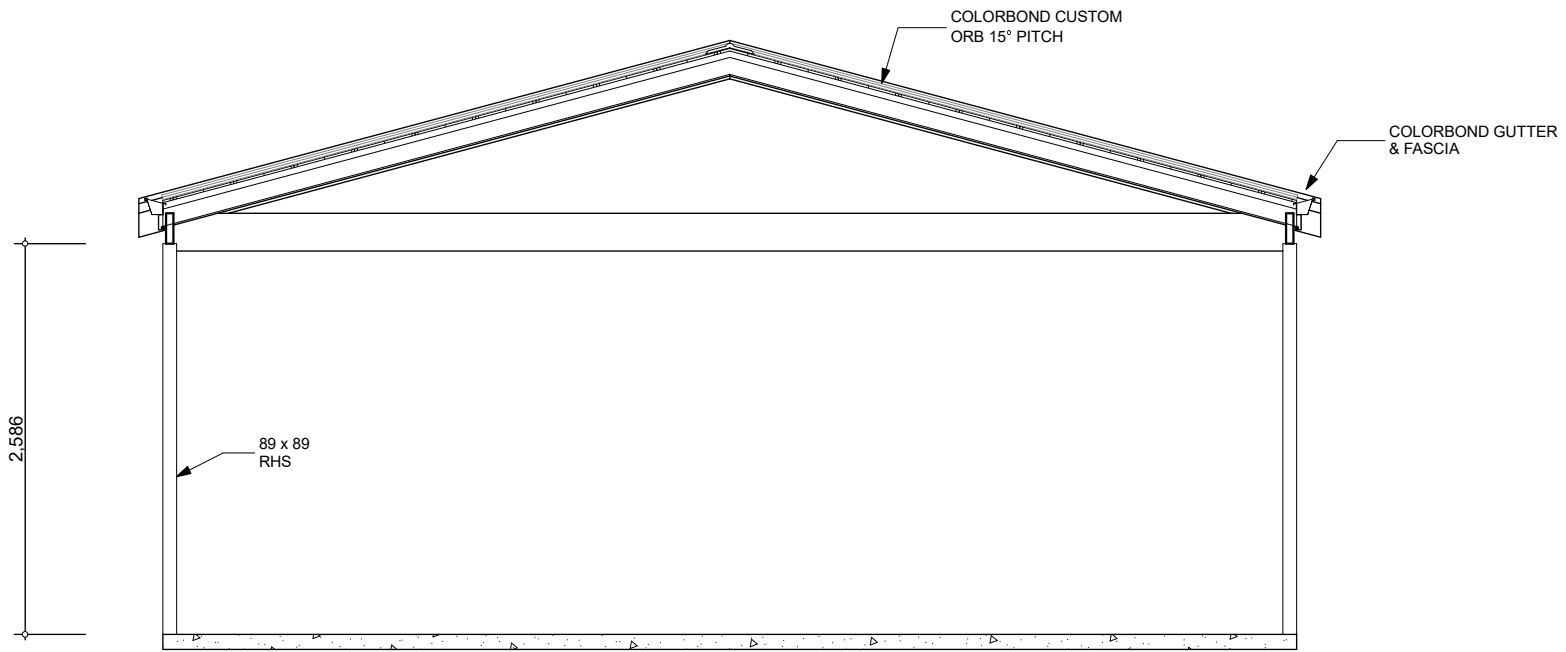 COLORBOND CUSTOM
ORB 15° PITCH
COLORBOND GUTTER
& FASCIA
2,586
89 x 89
RHS